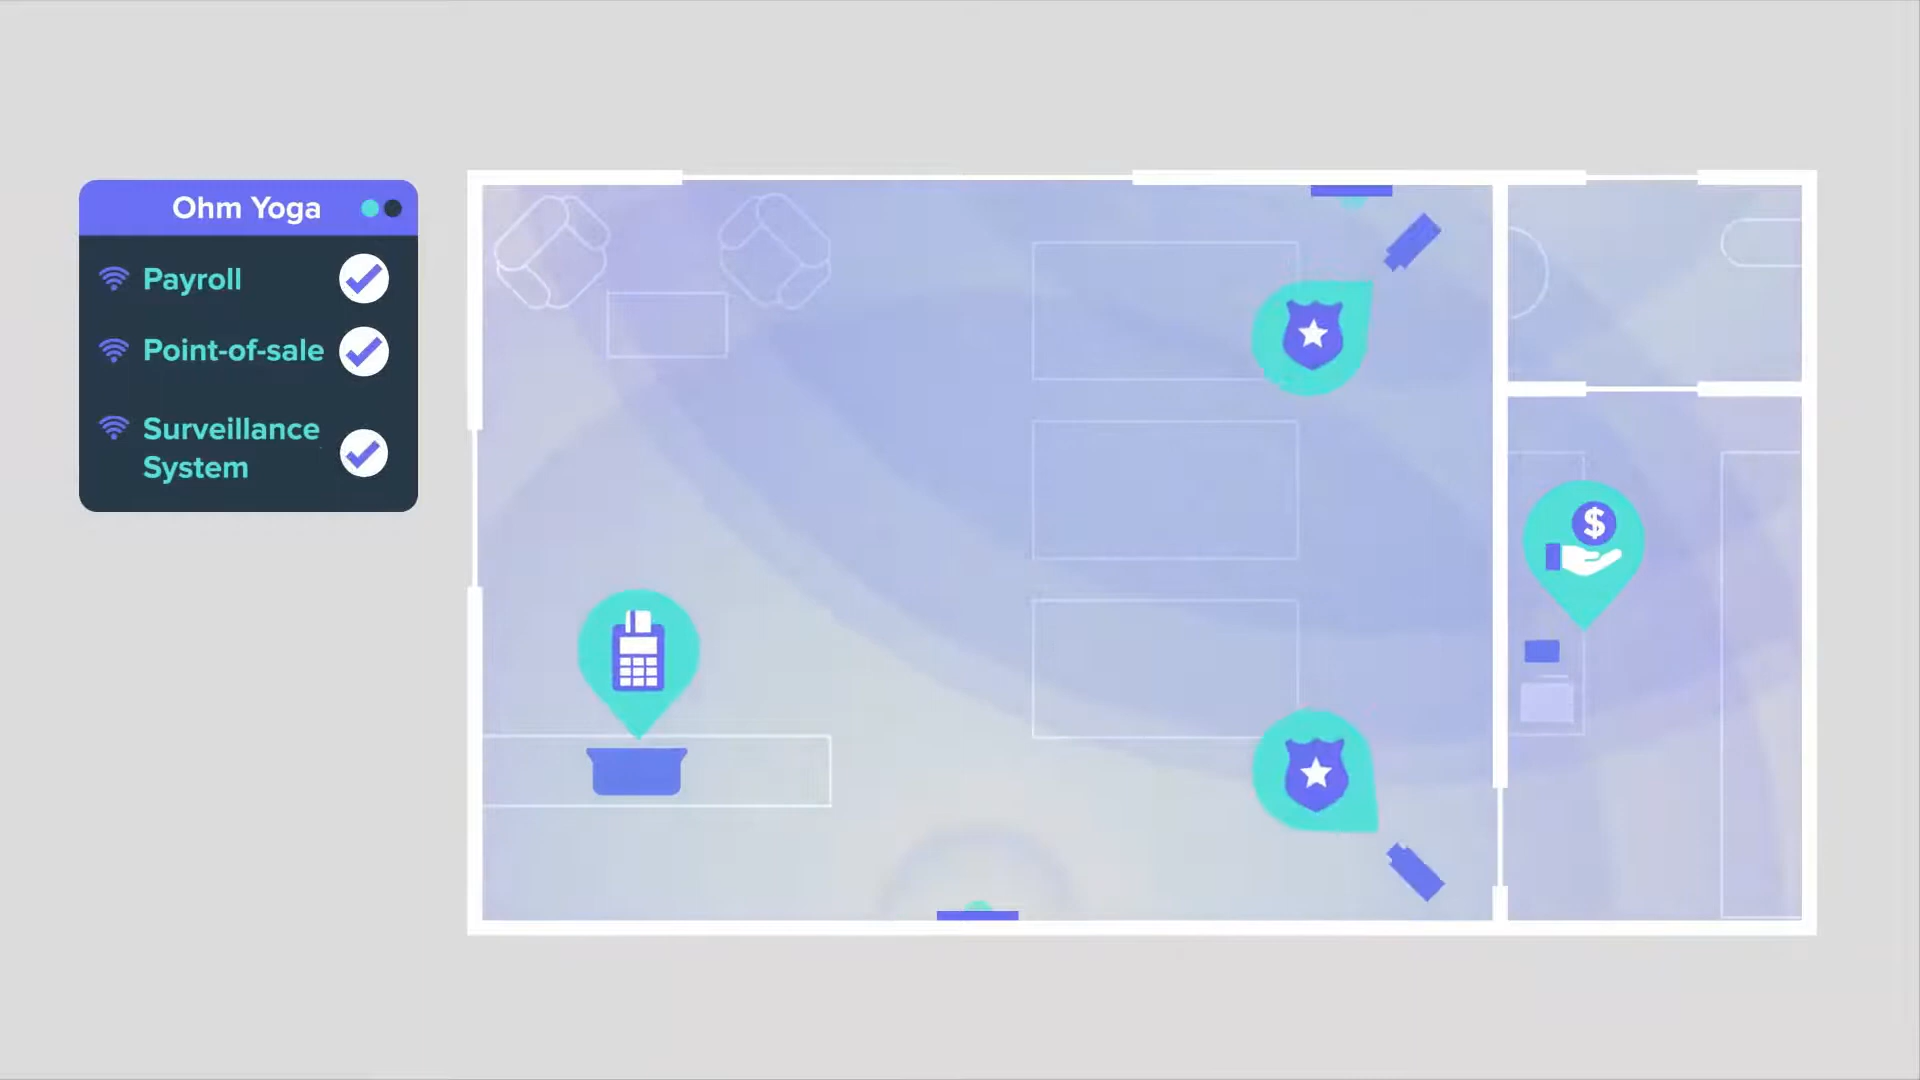 Ohm Yoga
Payroll
Point-of-sale
Surveillance
System
$